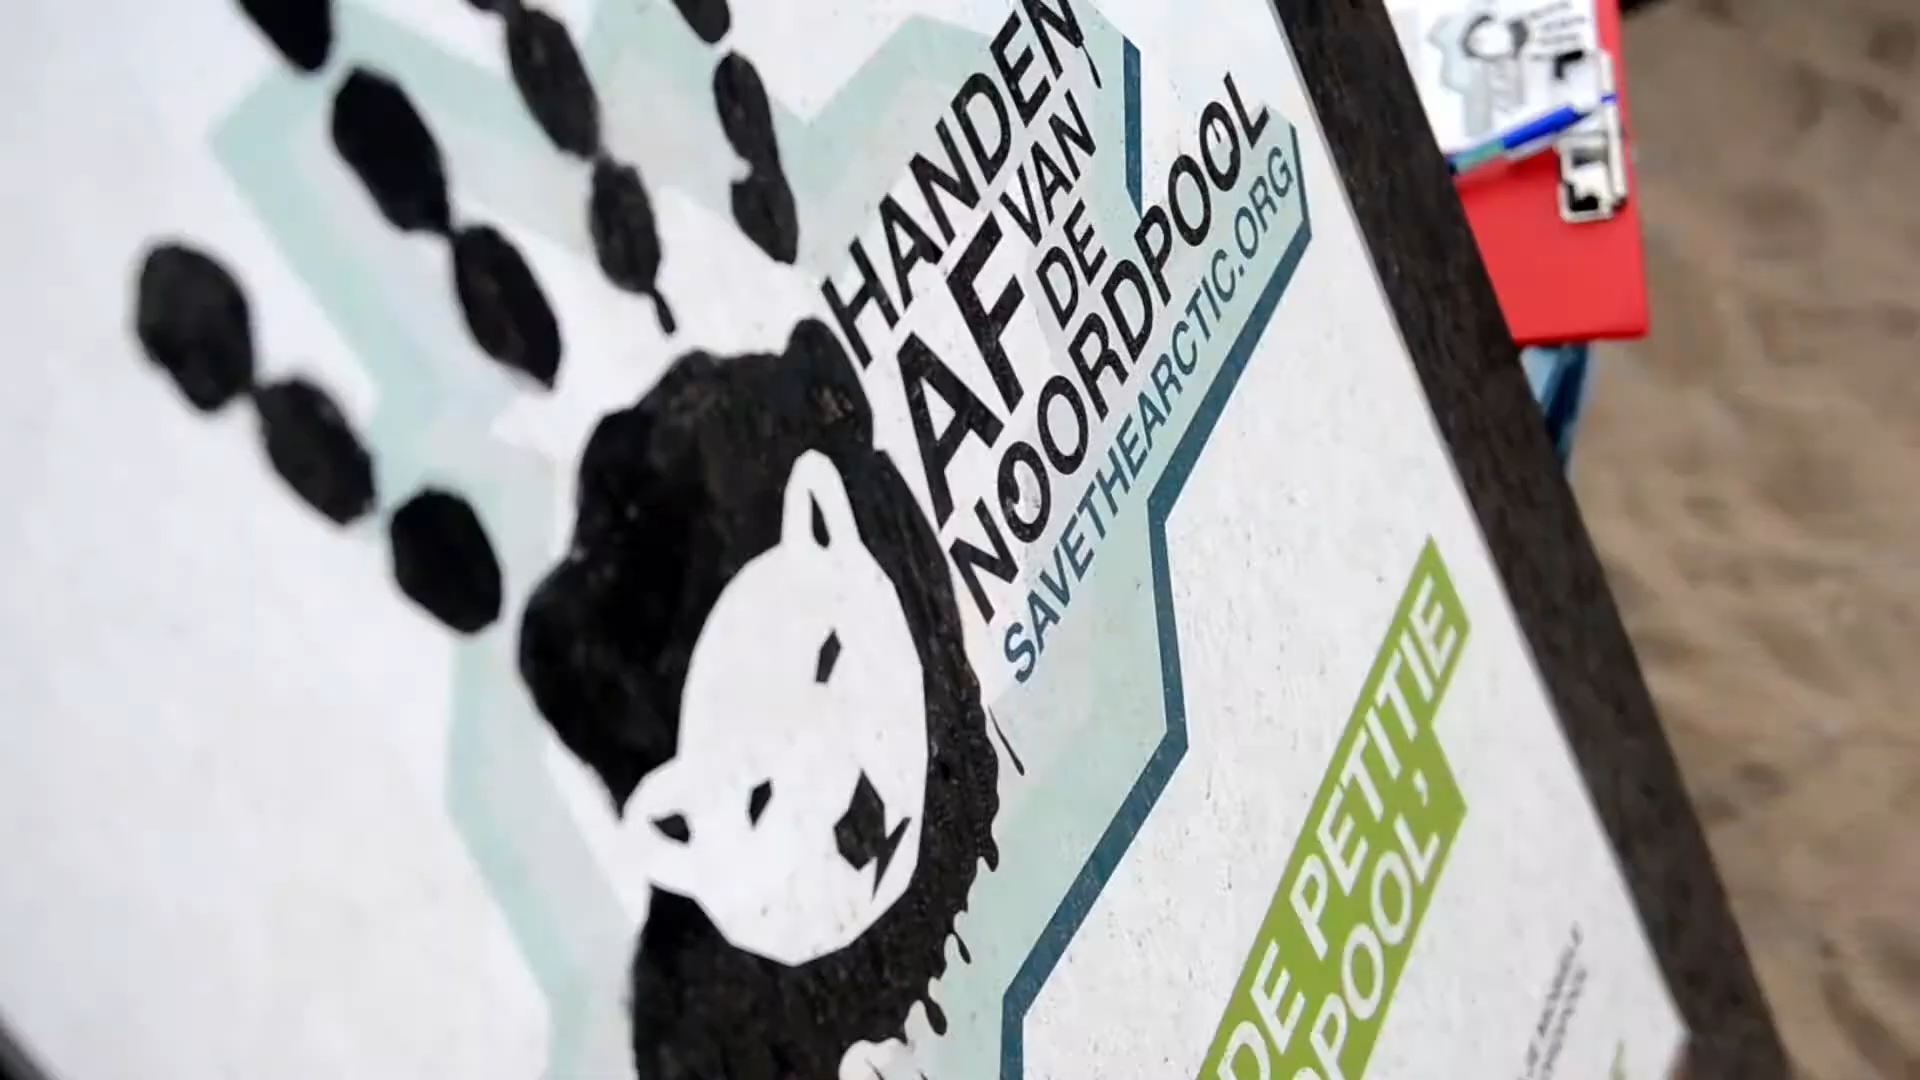 HANDEN
AF VAN
DE
NOORDPOOL
SAVETHEARCTIC.ORG
DE PETITIE
POOL,